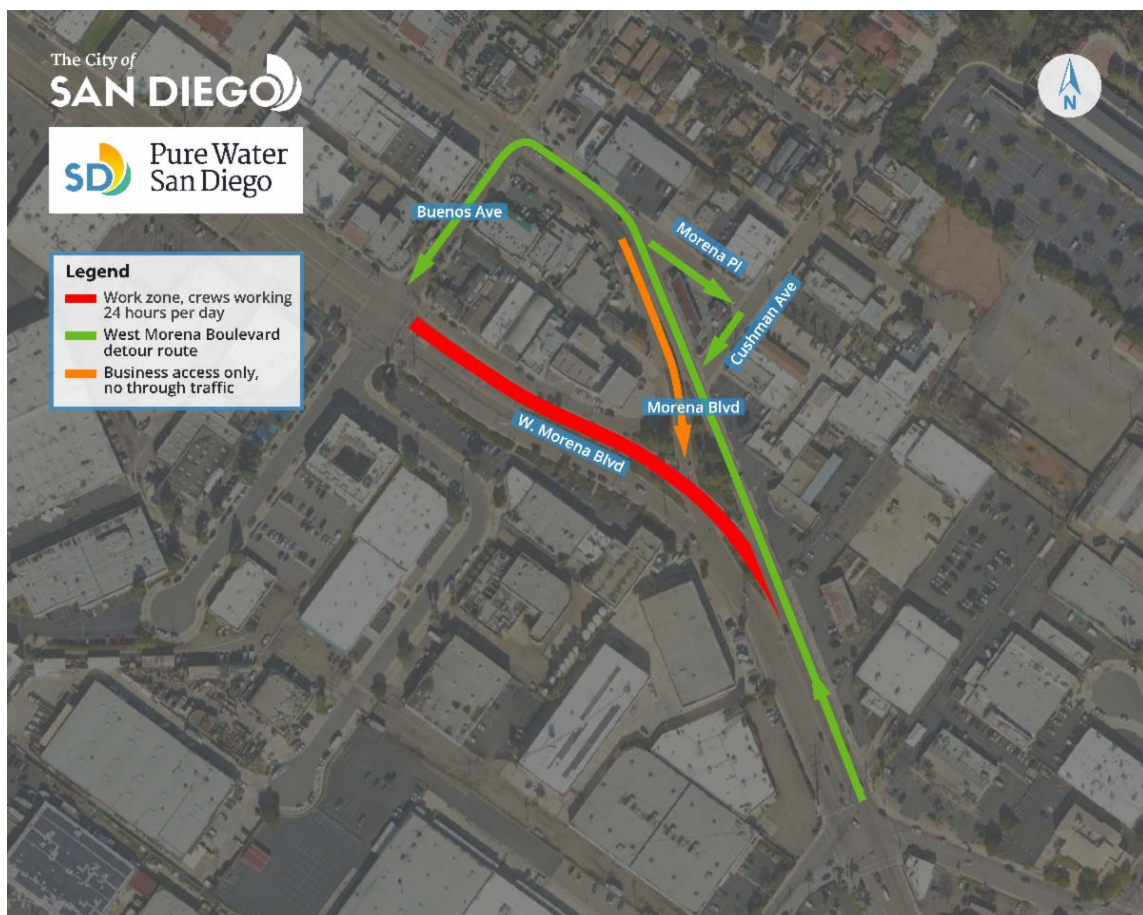 The City of
SAN DIEGO
SD
Pure Water
San Diego
N
Buenos Ave
Morena Pl
Cushman Ave
Legend
Work zone, crews working
24 hours per day
West Morena Boulevard
detour route
Business access only,
no through traffic
Morena Blvd
W. Morena Blvd